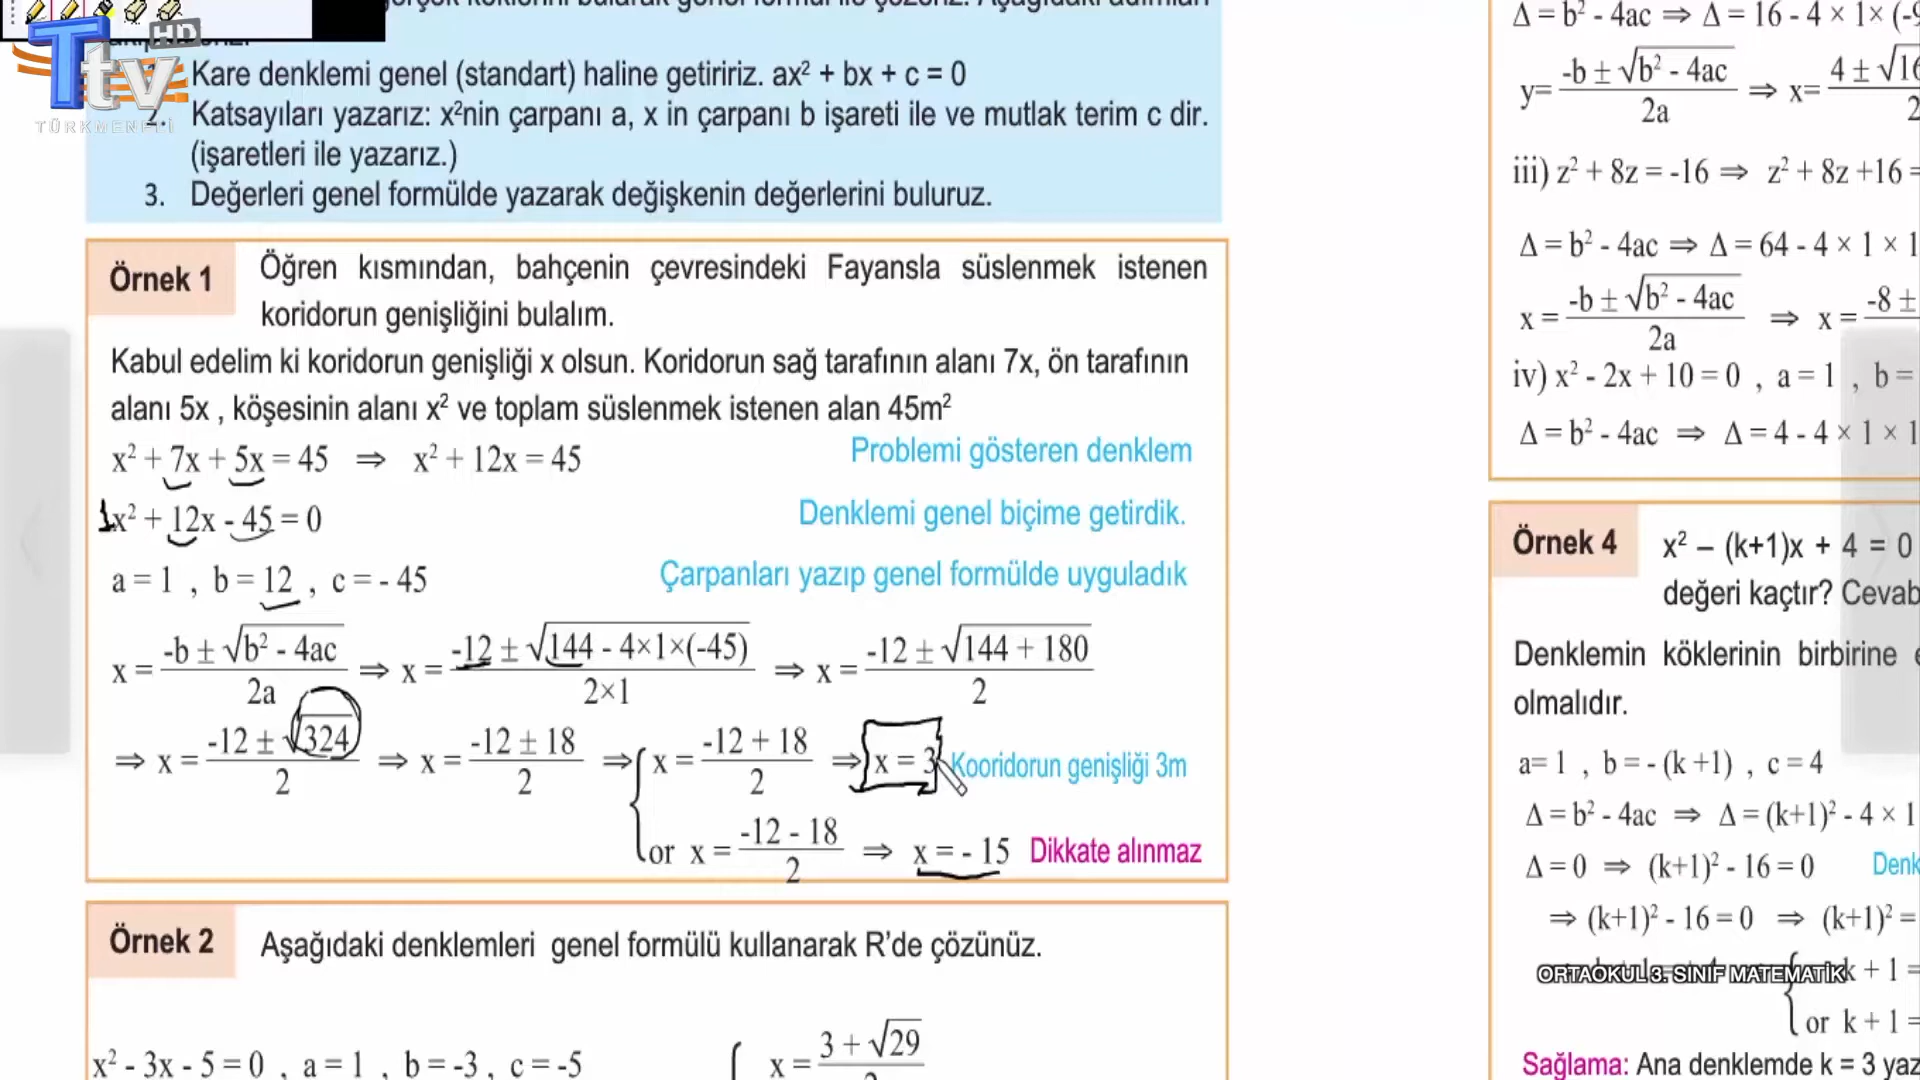 HD
Ttv
TÜRKMENELİ
Kare denklemi genel (standart) haline getiririz. ax² + bx + c = 0
2. Katsayıları yazarız: x²nin çarpanı a, x in çarpanı b işareti ile ve mutlak terim c dir.
(işaretleri ile yazarız.)
3. Değerleri genel formülde yazarak değişkenin değerlerini buluruz.
Örnek 1 Öğren kısmından, bahçenin çevresindeki Fayansla süslenmek istenen
koridorun genişliğini bulalım.
Kabul edelim ki koridorun genişliği x olsun. Koridorun sağ tarafının alanı 7x, ön tarafının
alanı 5x , köşesinin alanı x² ve toplam süslenmek istenen alan 45m²
x² + 7x + 5x = 45 ⇒ x² + 12x = 45 Problemi gösteren denklem
1x² + 12x - 45 = 0 Denklemi genel biçime getirdik.
a = 1 , b = 12 , c = - 45 Çarpanları yazıp genel formülde uyguladık
x = (-b ± √(b² - 4ac))/2a ⇒ x = (-12 ± √(144 - 4×1×(-45)))/2×1 ⇒ x = (-12 ± √(144 + 180))/2
⇒ x = (-12 ± √324)/2 ⇒ x = (-12 ± 18)/2 ⇒ { x = (-12 + 18)/2 ⇒ x = 3 Kooridorun genişliği 3m
or x = (-12 - 18)/2 ⇒ x = - 15 Dikkate alınmaz
Örnek 2 Aşağıdaki denklemleri genel formülü kullanarak R'de çözünüz.
x² - 3x - 5 = 0 , a = 1 , b = -3 , c = -5 { x = 3 + √29
Δ = b² - 4ac ⇒ Δ = 16 - 4 × 1× (-9
y= (-b ± √(b² - 4ac))/2a ⇒ x= 4 ± √16
iii) z² + 8z = -16 ⇒ z² + 8z +16 =
Δ = b² - 4ac ⇒ Δ = 64 - 4 × 1 × 1
x = (-b ± √(b² - 4ac))/2a ⇒ x = -8 ±
iv) x² - 2x + 10 = 0 , a = 1 , b =
Δ = b² - 4ac ⇒ Δ = 4 - 4 × 1 × 1
Örnek 4 x² – (k+1)x + 4 = 0
değeri kaçtır? Cevab
Denklemin köklerinin birbirine e
olmalıdır.
a= 1 , b = - (k +1) , c = 4
Δ = b² - 4ac ⇒ Δ = (k+1)² - 4 × 1
Δ = 0 ⇒ (k+1)² - 16 = 0 Denk
⇒ (k+1)² - 16 = 0 ⇒ (k+1)² =
k + 1 =
ORTAOKUL 3. SINIF MATEMATİK
or k + 1 =
Sağlama: Ana denklemde k = 3 yaz